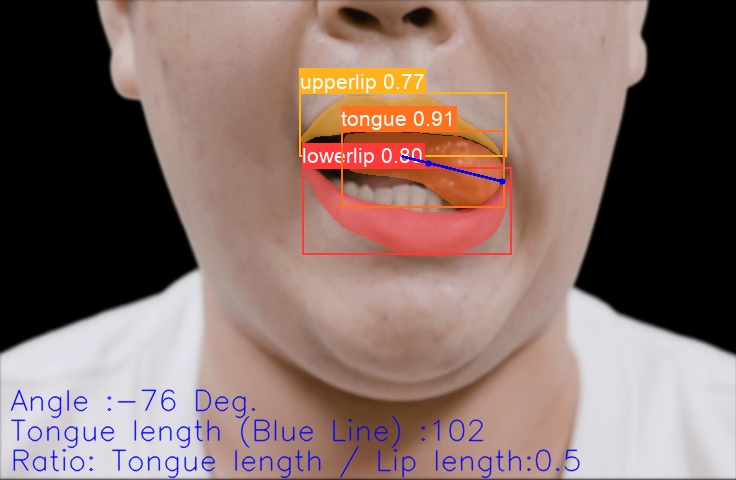 upperlip 0.77
tongue 0.91
lowerlip 0.80
Angle :-76 Deg.
Tongue length (Blue Line) :102
Ratio: Tongue length / Lip length:0.5